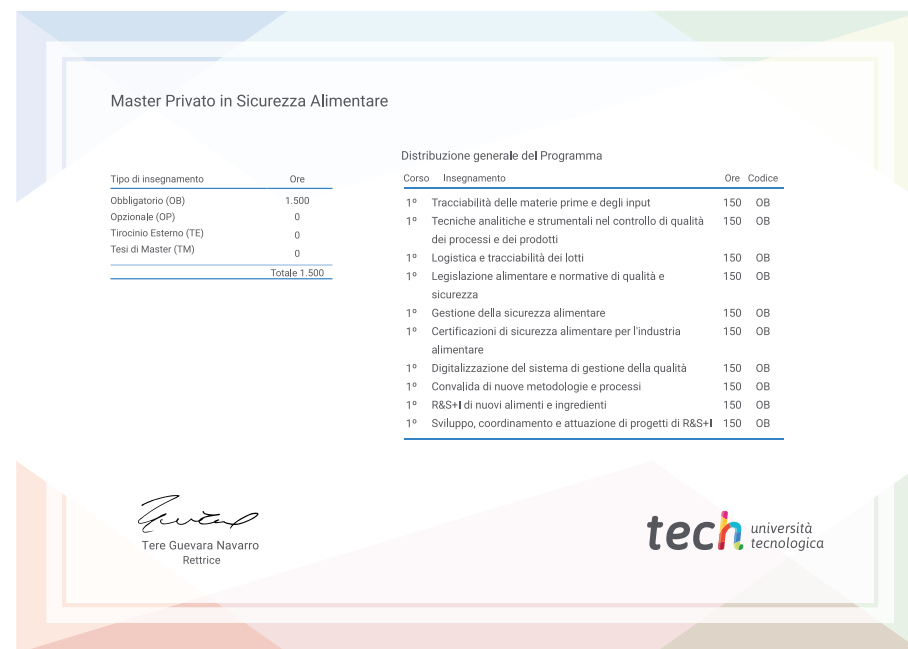 Master Privato in Sicurezza Alimentare
Distribuzione generale del Programma
Tipo di insegnamento Ore
Obbligatorio (OB) 1.500
Opzionale (OP) 0
Tirocinio Esterno (TE) 0
Tesi di Master (TM) 0
Totale 1.500
Corso Insegnamento Ore Codice
1º Tracciabilità delle materie prime e degli input 150 OB
1º Tecniche analitiche e strumentali nel controllo di qualità 150 OB
dei processi e dei prodotti
1º Logistica e tracciabilità dei lotti 150 OB
1º Legislazione alimentare e normative di qualità e 150 OB
sicurezza
1º Gestione della sicurezza alimentare 150 OB
1º Certificazioni di sicurezza alimentare per l'industria 150 OB
alimentare
1º Digitalizzazione del sistema di gestione della qualità 150 OB
1º Convalida di nuove metodologie e processi 150 OB
1º R&S+I di nuovi alimenti e ingredienti 150 OB
1º Sviluppo, coordinamento e attuazione di progetti di R&S+I 150 OB
Tere Guevara Navarro
Rettrice
tech università
tecnologica